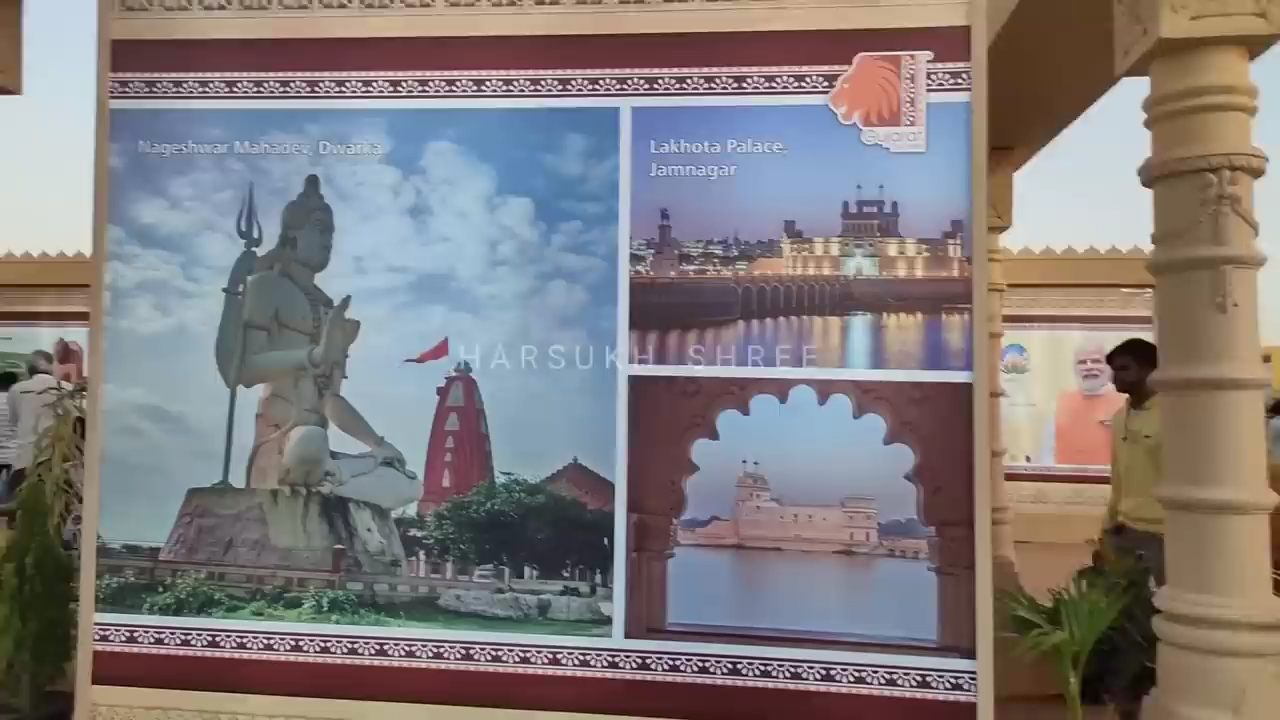 Nageshwar Mahadev, Dwarka
Lakhota Palace,
Jamnagar
Gujarat
HARSUKH SHREE